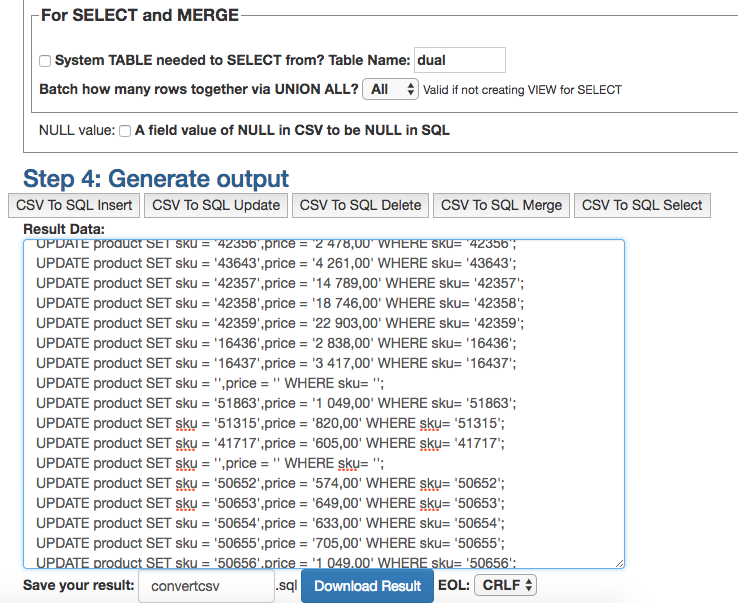 For SELECT and MERGE
System TABLE needed to SELECT from? Table Name: dual
Batch how many rows together via UNION ALL? All Valid if not creating VIEW for SELECT
NULL value: A field value of NULL in CSV to be NULL in SQL
Step 4: Generate output
CSV To SQL Insert CSV To SQL Update CSV To SQL Delete CSV To SQL Merge CSV To SQL Select
Result Data:
UPDATE product SET sku = '42356',price = '2 478,00' WHERE sku= '42356';
UPDATE product SET sku = '43643',price = '4 261,00' WHERE sku= '43643';
UPDATE product SET sku = '42357',price = '14 789,00' WHERE sku= '42357';
UPDATE product SET sku = '42358',price = '18 746,00' WHERE sku= '42358';
UPDATE product SET sku = '42359',price = '22 903,00' WHERE sku= '42359';
UPDATE product SET sku = '16436',price = '2 838,00' WHERE sku= '16436';
UPDATE product SET sku = '16437',price = '3 417,00' WHERE sku= '16437';
UPDATE product SET sku = '',price = '' WHERE sku= '';
UPDATE product SET sku = '51863',price = '1 049,00' WHERE sku= '51863';
UPDATE product SET sku = '51315',price = '820,00' WHERE sku= '51315';
UPDATE product SET sku = '41717',price = '605,00' WHERE sku= '41717';
UPDATE product SET sku = '',price = '' WHERE sku= '';
UPDATE product SET sku = '50652',price = '574,00' WHERE sku= '50652';
UPDATE product SET sku = '50653',price = '649,00' WHERE sku= '50653';
UPDATE product SET sku = '50654',price = '633,00' WHERE sku= '50654';
UPDATE product SET sku = '50655',price = '705,00' WHERE sku= '50655';
UPDATE product SET sku = '50656',price = '1 049,00' WHERE sku= '50656';
Save your result: convertcsv .sql Download Result EOL: CRLF